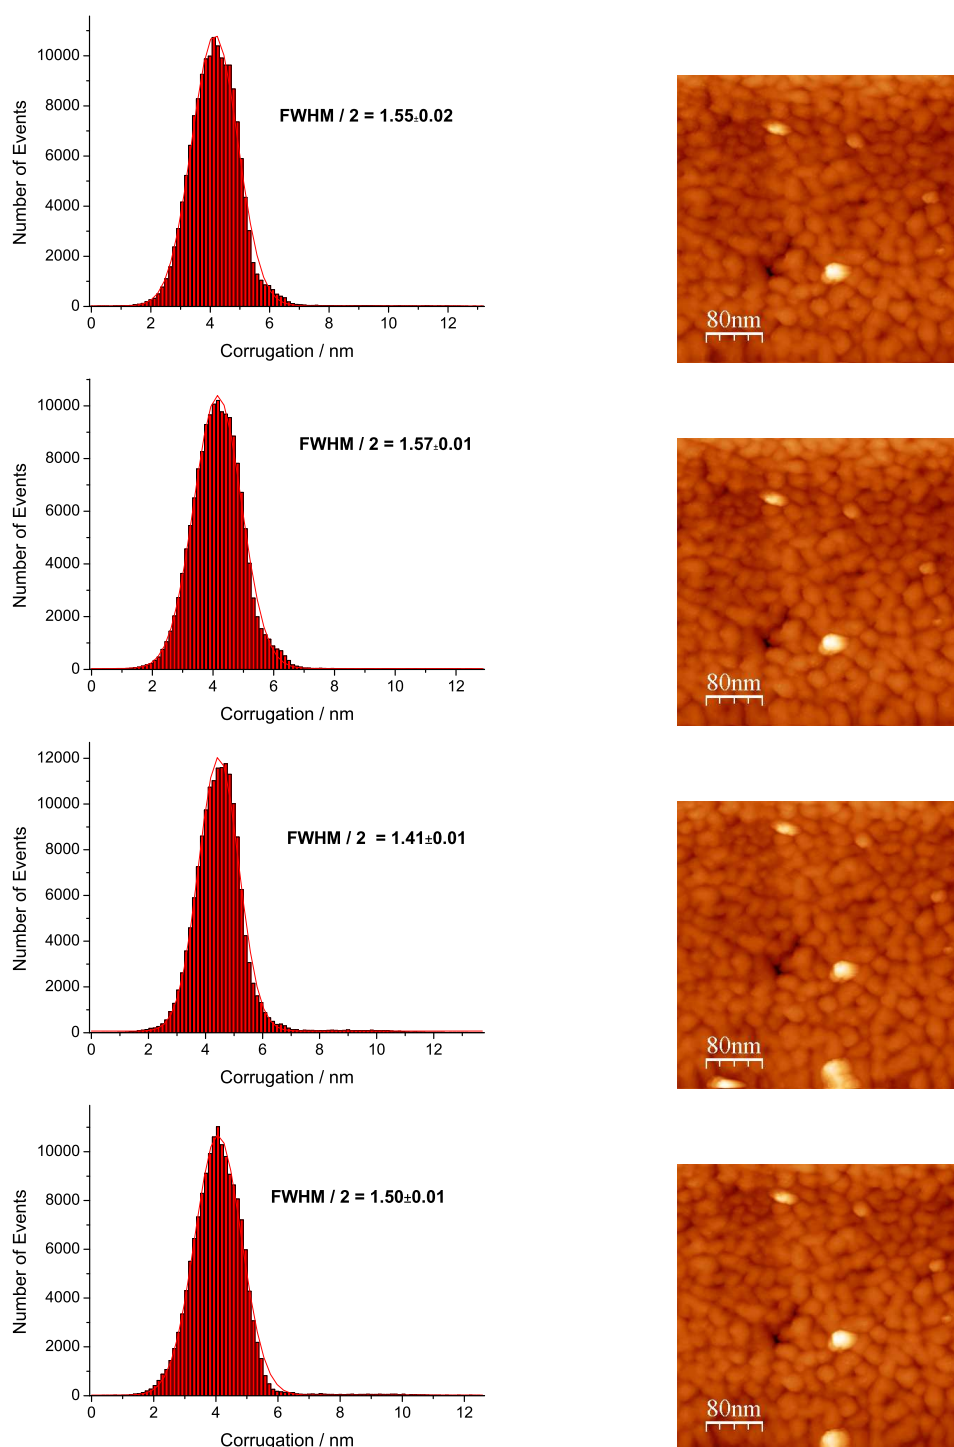 10000
8000
6000
4000
2000
0
Number of Events
FWHM / 2 = 1.55±0.02
0 2 4 6 8 10 12
Corrugation / nm
80nm
10000
8000
6000
4000
2000
0
Number of Events
FWHM / 2 = 1.57±0.01
0 2 4 6 8 10 12
Corrugation / nm
80nm
12000
10000
8000
6000
4000
2000
0
Number of Events
FWHM / 2 = 1.41±0.01
0 2 4 6 8 10 12
Corrugation / nm
80nm
10000
8000
6000
4000
2000
0
Number of Events
FWHM / 2 = 1.50±0.01
0 2 4 6 8 10 12
Corrugation / nm
80nm